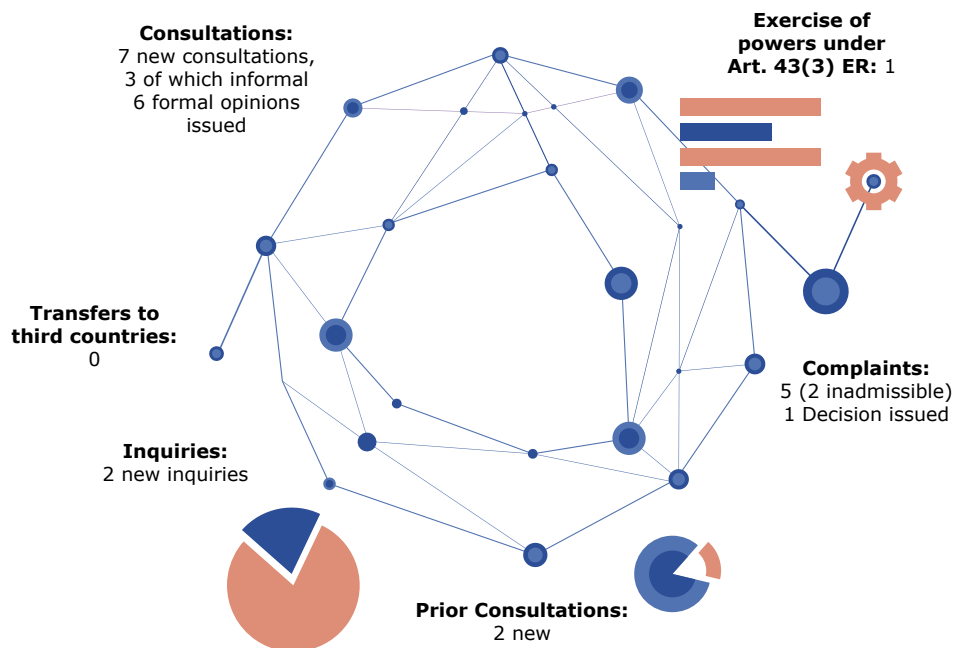 Consultations:
7 new consultations,
3 of which informal
6 formal opinions
issued
Exercise of
powers under
Art. 43(3) ER: 1
Transfers to
third countries:
0
Complaints:
5 (2 inadmissible)
1 Decision issued
Inquiries:
2 new inquiries
Prior Consultations:
2 new